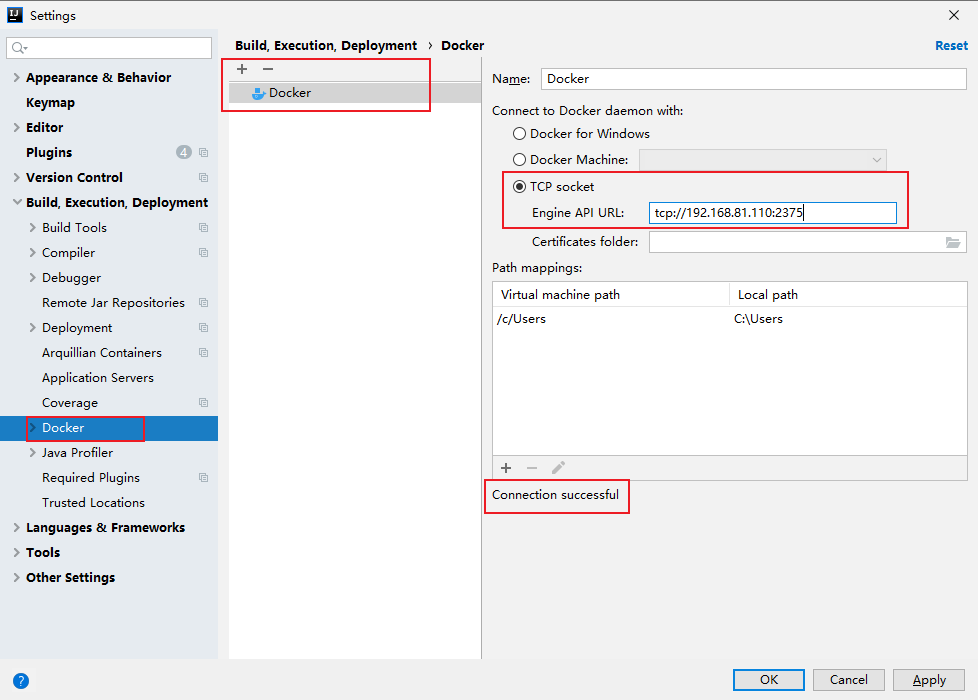 Settings
Build, Execution, Deployment › Docker
Reset
Appearance & Behavior
Keymap
Editor
Plugins 4
Version Control
Build, Execution, Deployment
Build Tools
Compiler
Debugger
Remote Jar Repositories
Deployment
Arquillian Containers
Application Servers
Coverage
Docker
Java Profiler
Required Plugins
Trusted Locations
Languages & Frameworks
Tools
Other Settings
Docker
Name: Docker
Connect to Docker daemon with:
Docker for Windows
Docker Machine:
TCP socket
Engine API URL: tcp://192.168.81.110:2375
Certificates folder:
Path mappings:
Virtual machine path Local path
/c/Users C:\Users
Connection successful
?
OK Cancel Apply